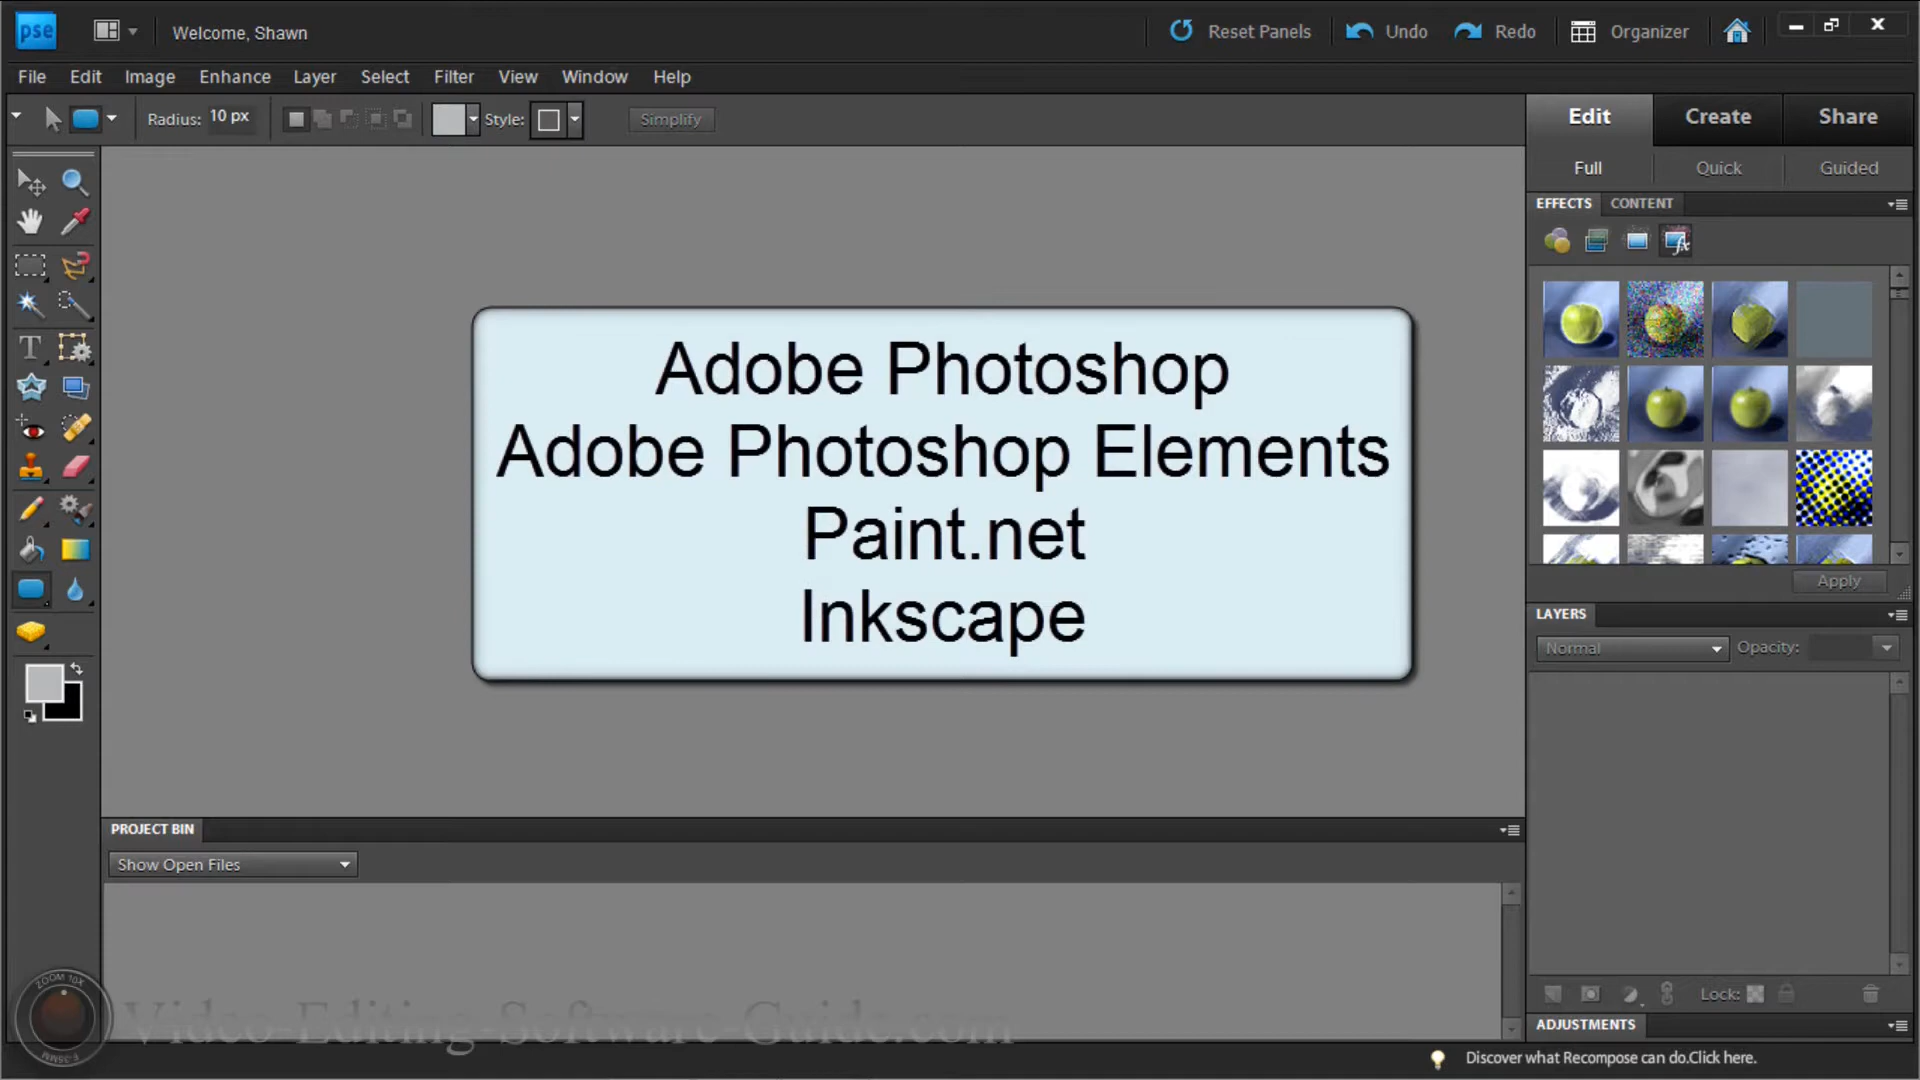 pse
Welcome, Shawn
Reset Panels
Undo
Redo
Organizer
File Edit Image Enhance Layer Select Filter View Window Help
Radius: 10 px
Style:
Simplify
Edit Create Share
Full Quick Guided
EFFECTS CONTENT
Adobe Photoshop
Adobe Photoshop Elements
Paint.net
Inkscape
Apply
LAYERS
Normal Opacity:
PROJECT BIN
Show Open Files
Lock:
ZOOM 10X
F-35MM
Video-Editing-Software-Guide.com
ADJUSTMENTS
Discover what Recompose can do.Click here.